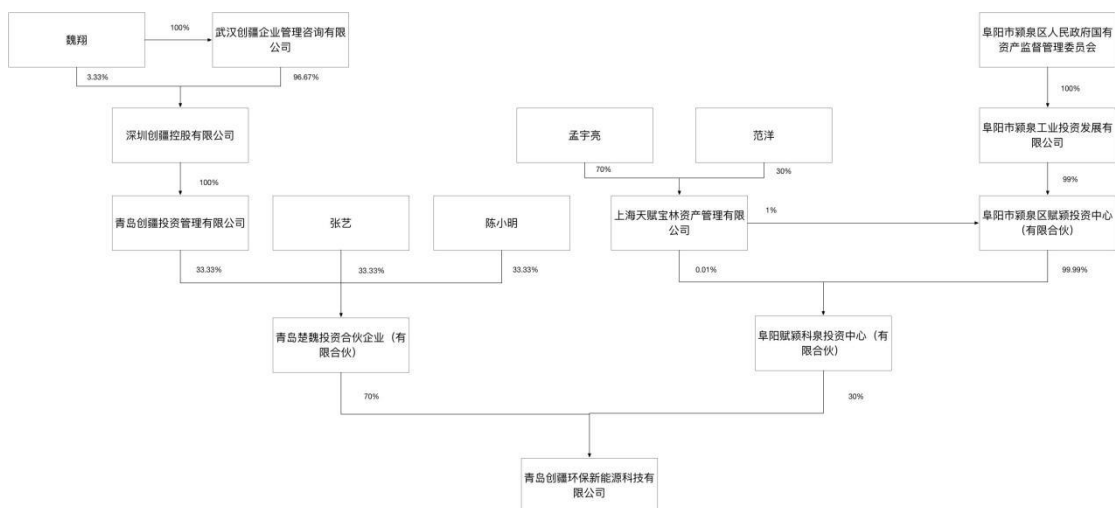 魏翔
100%
武汉创疆企业管理咨询有限
公司
阜阳市颍泉区人民政府国有
资产监督管理委员会
3.33%
96.67%
100%
深圳创疆控股有限公司
孟宇亮
范洋
阜阳市颍泉工业投资发展有
限公司
100%
70%
30%
99%
青岛创疆投资管理有限公司
张艺
陈小明
上海天赋宝林资产管理有限
公司
1%
阜阳市颍泉区赋颍投资中心
(有限合伙)
33.33%
33.33%
33.33%
0.01%
99.99%
青岛楚魏投资合伙企业（有
限合伙）
阜阳赋颍科泉投资中心（有
限合伙）
70%
30%
青岛创疆环保新能源科技有
限公司